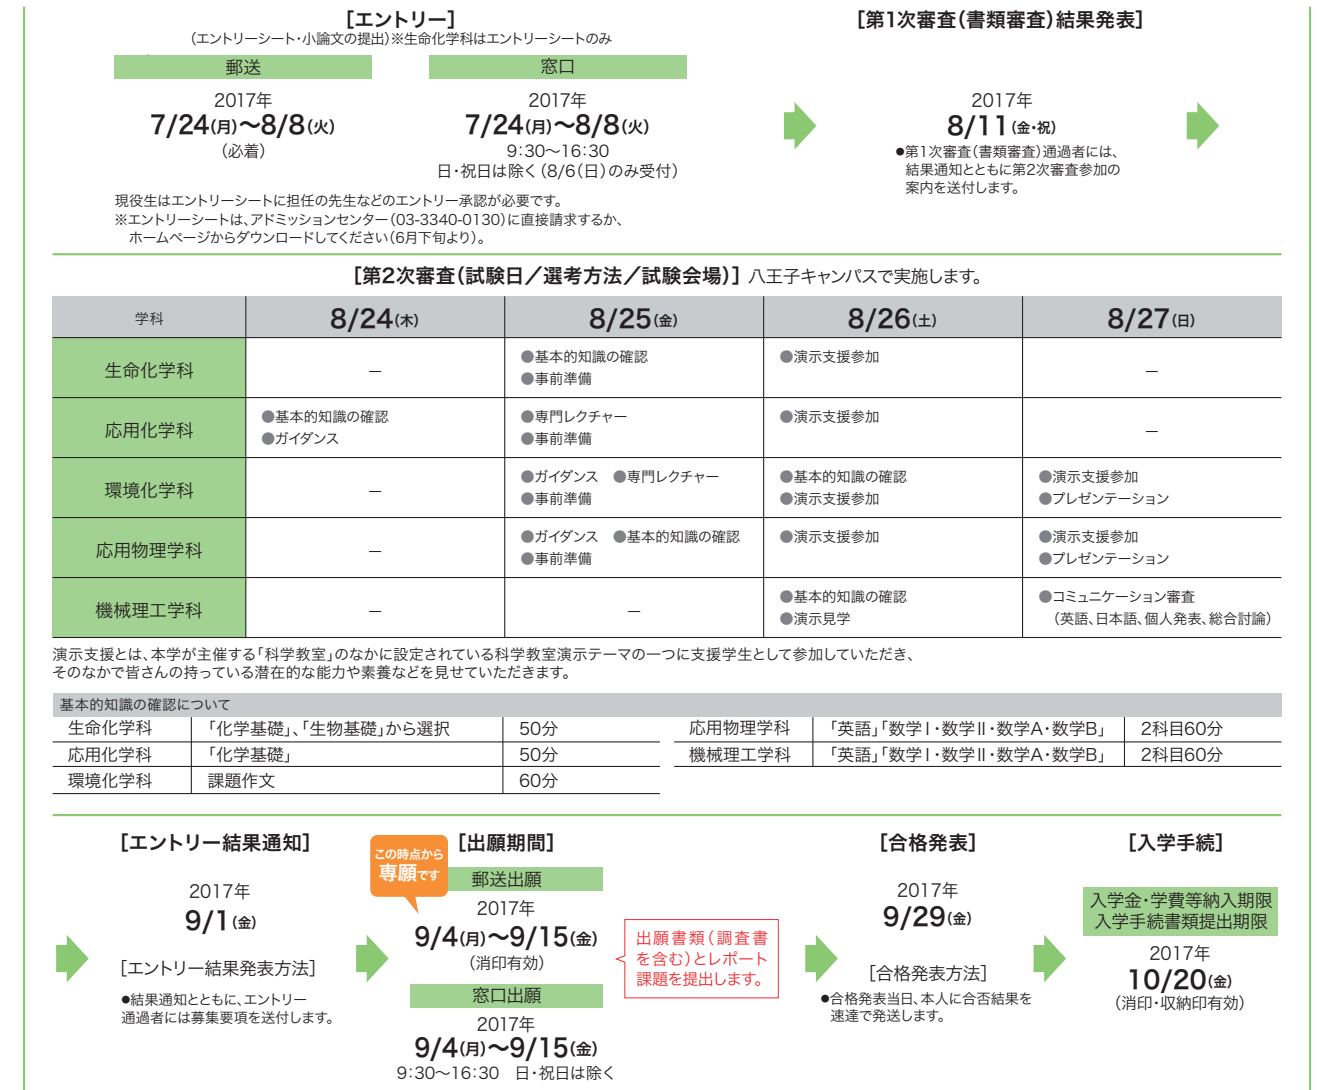 ［エントリー］
（エントリーシート・小論文の提出）※生命化学科はエントリーシートのみ
郵送
2017年
7/24(月)～8/8(火)
（必着）
窓口
2017年
7/24(月)～8/8(火)
9:30～16:30
日・祝日は除く（8/6（日）のみ受付）
現役生はエントリーシートに担任の先生などのエントリー承認が必要です。
※エントリーシートは、アドミッションセンター（03-3340-0130）に直接請求するか、
ホームページからダウンロードしてください（6月下旬より）。
［第1次審査（書類審査）結果発表］
2017年
8/11(金・祝)
●第1次審査（書類審査）通過者には、
結果通知とともに第2次審査参加の
案内を送付します。
［第2次審査（試験日／選考方法／試験会場）］八王子キャンパスで実施します。
学科 8/24(木) 8/25(金) 8/26(土) 8/27(日)
生命化学科
－
●基本的知識の確認
●事前準備
●演示支援参加
－
応用化学科
●基本的知識の確認
●ガイダンス
●専門レクチャー
●事前準備
●演示支援参加
－
環境化学科
－
●ガイダンス ●専門レクチャー
●事前準備
●基本的知識の確認
●演示支援参加
●演示支援参加
●プレゼンテーション
応用物理学科
－
●ガイダンス ●基本的知識の確認
●事前準備
●演示支援参加
●演示支援参加
●プレゼンテーション
機械理工学科
－
－
●基本的知識の確認
●演示見学
●コミュニケーション審査
（英語、日本語、個人発表、総合討論）
演示支援とは、本学が主催する「科学教室」のなかに設定されている科学教室演示テーマの一つに支援学生として参加していただき、
そのなかで皆さんの持っている潜在的な能力や素養などを見せていただきます。
基本的知識の確認について
生命化学科 「化学基礎」、「生物基礎」から選択 50分
応用化学科 「化学基礎」 50分
環境化学科 課題作文 60分
応用物理学科 「英語」「数学Ⅰ・数学Ⅱ・数学A・数学B」 2科目60分
機械理工学科 「英語」「数学Ⅰ・数学Ⅱ・数学A・数学B」 2科目60分
［エントリー結果通知］
2017年
9/1(金)
［エントリー結果発表方法］
●結果通知とともに、エントリー
通過者には募集要項を送付します。
この時点から
専願です
［出願期間］
郵送出願
2017年
9/4(月)～9/15(金)
（消印有効）
窓口出願
2017年
9/4(月)～9/15(金)
9:30～16:30 日・祝日は除く
出願書類（調査書
を含む）とレポート
課題を提出します。
［合格発表］
2017年
9/29(金)
［合格発表方法］
●合格発表当日、本人に合否結果を
速達で発送します。
［入学手続］
入学金・学費等納入期限
入学手続書類提出期限
2017年
10/20(金)
（消印・収納印有効）